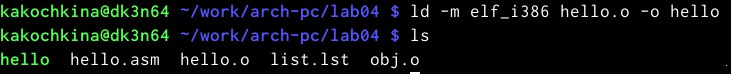 kakochkina@dk3n64 ~/work/arch-pc/lab04 $ ld -m elf_i386 hello.o -o hello
kakochkina@dk3n64 ~/work/arch-pc/lab04 $ ls
hello  hello.asm  hello.o  list.lst  obj.o